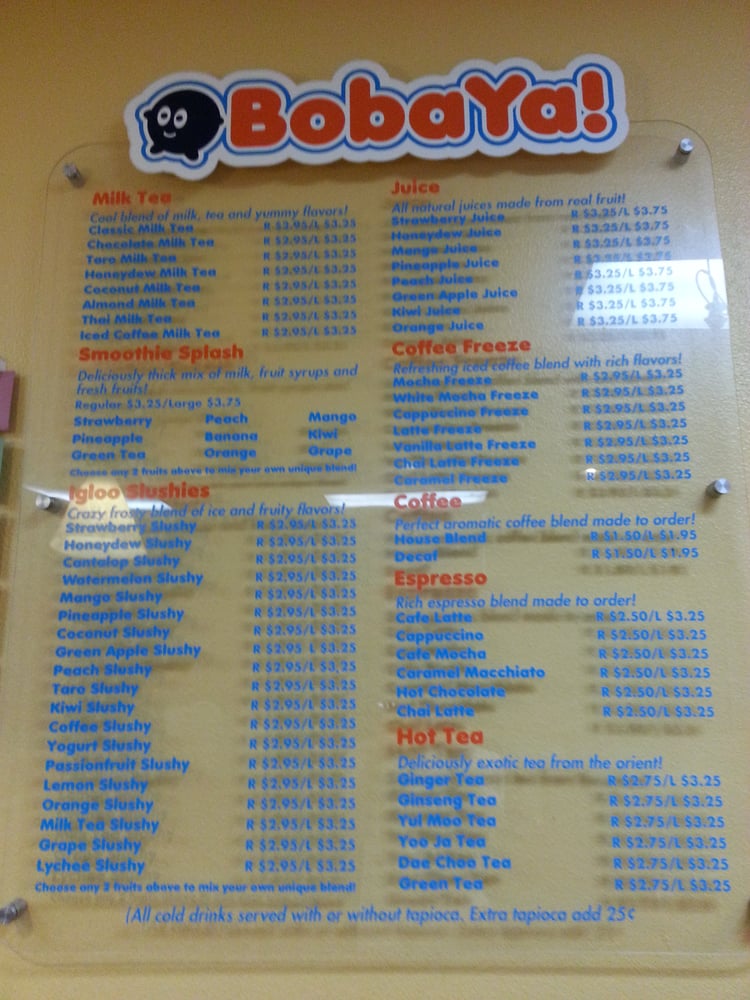 BobaYa!
Milk Tea
Cool blend of milk, tea and yummy flavors!
Classic Milk Tea R $2.95/L $3.25
Chocolate Milk Tea R $2.95/L $3.25
Taro Milk Tea R $2.95/L $3.25
Honeydew Milk Tea R $2.95/L $3.25
Coconut Milk Tea R $2.95/L $3.25
Almond Milk Tea R $2.95/L $3.25
Thai Milk Tea R $2.95/L $3.25
Iced Coffee Milk Tea R $2.95/L $3.25
Smoothie Splash
Deliciously thick mix of milk, fruit syrups and
fresh fruits!
Regular $3.25/Large $3.75
Strawberry Peach Mango
Pineapple Banana Kiwi
Green Tea Orange Grape
Choose any 2 fruits above to mix your own unique blend!
Igloo Slushies
Crazy frosty blend of ice and fruity flavors!
Strawberry Slushy R $2.95/L $3.25
Honeydew Slushy R $2.95/L $3.25
Cantalop Slushy R $2.95/L $3.25
Watermelon Slushy R $2.95/L $3.25
Mango Slushy R $2.95/L $3.25
Pineapple Slushy R $2.95/L $3.25
Coconut Slushy R $2.95/L $3.25
Green Apple Slushy R $2.95 L $3.25
Peach Slushy R $2.95/L $3.25
Taro Slushy R $2.95/L $3.25
Kiwi Slushy R $2.95/L $3.25
Coffee Slushy R $2.95/L $3.25
Yogurt Slushy R $2.95/L $3.25
Passionfruit Slushy R $2.95/L $3.25
Lemon Slushy R $2.95/L $3.25
Orange Slushy R $2.95/L $3.25
Milk Tea Slushy R $2.95/L $3.25
Grape Slushy R $2.95/L $3.25
Lychee Slushy R $2.95/L $3.25
Choose any 2 fruits above to mix your own unique blend!
Juice
All natural juices made from real fruit!
Strawberry Juice R $3.25/L $3.75
Honeydew Juice R $3.25/L $3.75
Mango Juice R $3.25/L $3.75
Pineapple Juice R $3.25/L $3.75
Peach Juice R $3.25/L $3.75
Green Apple Juice R $3.25/L $3.75
Kiwi Juice R $3.25/L $3.75
Orange Juice R $3.25/L $3.75
Coffee Freeze
Refreshing iced coffee blend with rich flavors!
Mocha Freeze R $2.95/L $3.25
White Mocha Freeze R $2.95/L $3.25
Cappuccino Freeze R $2.95/L $3.25
Latte Freeze R $2.95/L $3.25
Vanilla Latte Freeze R $2.95/L $3.25
Chai Latte Freeze R $2.95/L $3.25
Caramel Freeze R $2.95/L $3.25
Coffee
Perfect aromatic coffee blend made to order!
House Blend R $1.50/L $1.95
Decaf R $1.50/L $1.95
Espresso
Rich espresso blend made to order!
Cafe Latte R $2.50/L $3.25
Cappuccino R $2.50/L $3.25
Cafe Mocha R $2.50/L $3.25
Caramel Macchiato R $2.50/L $3.25
Hot Chocolate R $2.50/L $3.25
Chai Latte R $2.50/L $3.25
Hot Tea
Deliciously exotic tea from the orient!
Ginger Tea R $2.75/L $3.25
Ginseng Tea R $2.75/L $3.25
Yul Moo Tea R $2.75/L $3.25
Yoo Ja Tea R $2.75/L $3.25
Dae Choo Tea R $2.75/L $3.25
Green Tea R $2.75/L $3.25
(All cold drinks served with or without tapioca. Extra tapioca add 25¢